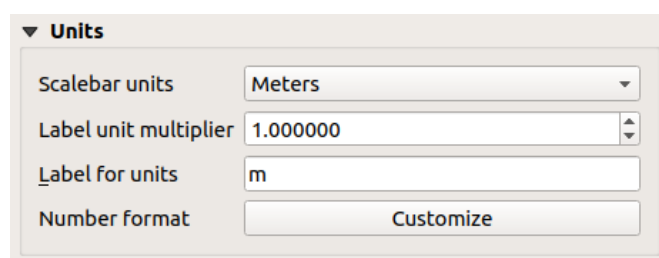 Units
Scalebar units Meters
Label unit multiplier 1.000000
Label for units m
Number format Customize